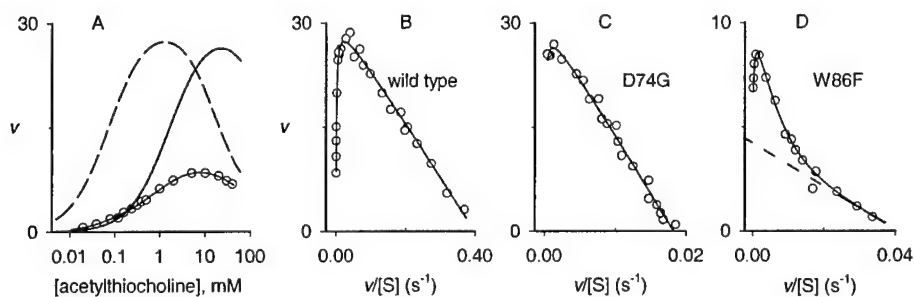 A
30
0
v
0.01
0.1
1
10
100
[acetylthiocholine], mM
B
30
0
wild type
0.00
0.40
v/[S] (s⁻¹)
C
30
0
D74G
0.00
0.02
v/[S] (s⁻¹)
D
10
0
W86F
0.00
0.04
v/[S] (s⁻¹)